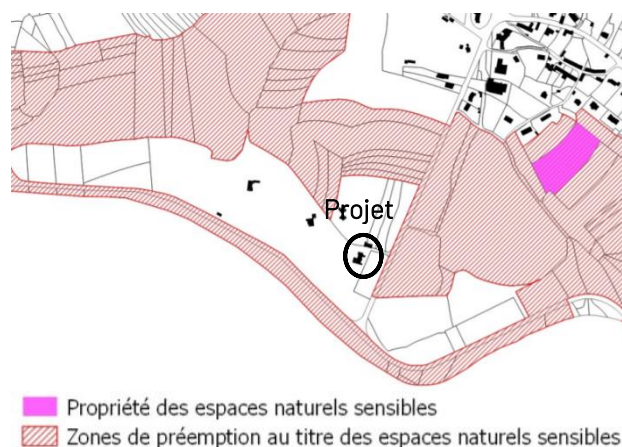 Projet
Propriété des espaces naturels sensibles
Zones de préemption au titre des espaces naturels sensibles